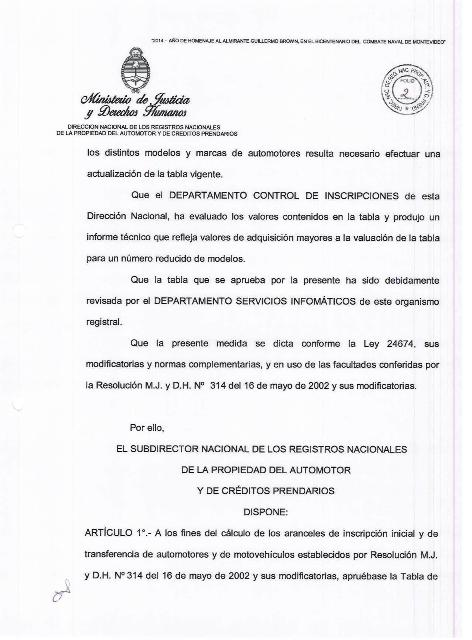 "2014 - AÑO DE HOMENAJE AL ALMIRANTE GUILLERMO BROWN, EN EL BICENTENARIO DEL COMBATE NAVAL DE MONTEVIDEO"
FOLIO
2
Ministerio de Justicia
y Derechos Humanos
DIRECCION NACIONAL DE LOS REGISTROS NACIONALES
DE LA PROPIEDAD DEL AUTOMOTOR Y DE CREDITOS PRENDARIOS
los distintos modelos y marcas de automotores resulta necesario efectuar una
actualización de la tabla vigente.
Que el DEPARTAMENTO CONTROL DE INSCRIPCIONES de esta
Dirección Nacional, ha evaluado los valores contenidos en la tabla y produjo un
informe técnico que refleja valores de adquisición mayores a la valuación de la tabla
para un número reducido de modelos.
Que la tabla que se aprueba por la presente ha sido debidamente
revisada por el DEPARTAMENTO SERVICIOS INFOMÁTICOS de este organismo
registral.
Que la presente medida se dicta conforme la Ley 24674, sus
modificatorias y normas complementarias, y en uso de las facultades conferidas por
la Resolución M.J. y D.H. Nº 314 del 16 de mayo de 2002 y sus modificatorias.
Por ello,
EL SUBDIRECTOR NACIONAL DE LOS REGISTROS NACIONALES
DE LA PROPIEDAD DEL AUTOMOTOR
Y DE CRÉDITOS PRENDARIOS
DISPONE:
ARTÍCULO 1º.- A los fines del cálculo de los aranceles de inscripción inicial y de
transferencia de automotores y de motovehículos establecidos por Resolución M.J.
y D.H. Nº 314 del 16 de mayo de 2002 y sus modificatorias, apruébase la Tabla de